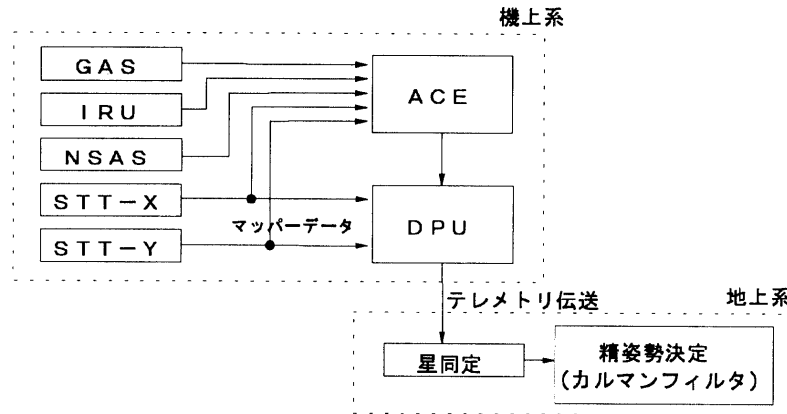 機上系
GAS
IRU
NSAS
STT-X
STT-Y
ACE
DPU
マッパーデータ
テレメトリ伝送
地上系
星同定
精姿勢決定
(カルマンフィルタ)